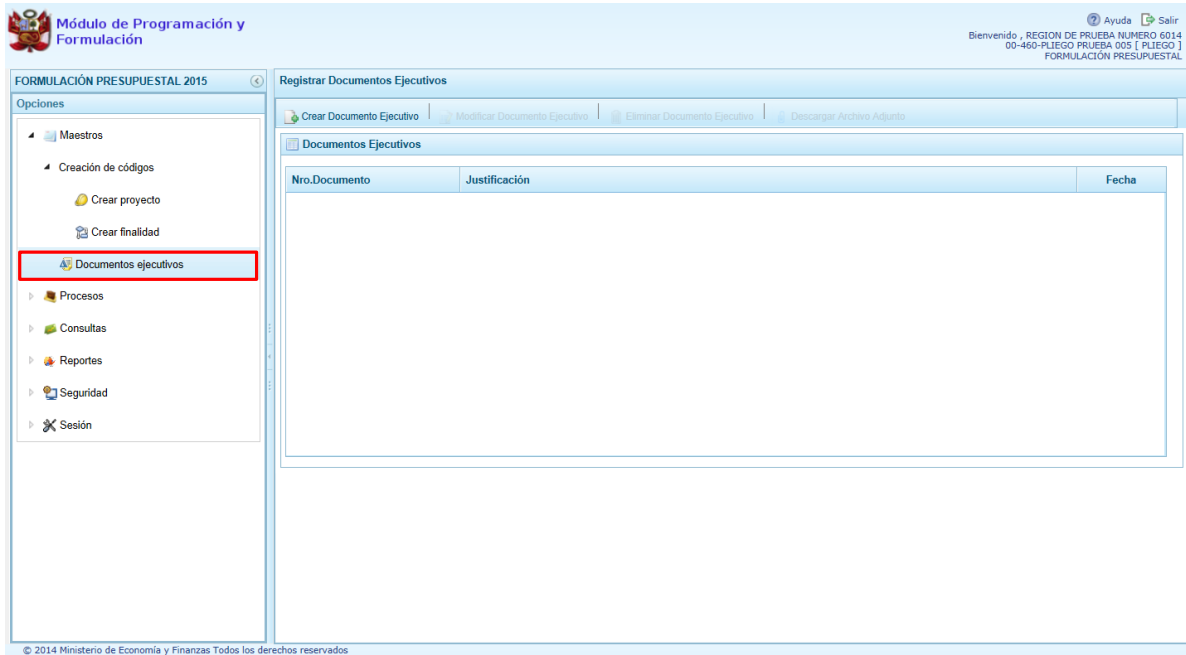 Módulo de Programación y
Formulación
Ayuda Salir
Bienvenido , REGION DE PRUEBA NUMERO 6014
00-460-PLIEGO PRUEBA 005 [ PLIEGO ]
FORMULACIÓN PRESUPUESTAL
FORMULACIÓN PRESUPUESTAL 2015
Opciones
Maestros
Creación de códigos
Crear proyecto
Crear finalidad
Documentos ejecutivos
Procesos
Consultas
Reportes
Seguridad
Sesión
Registrar Documentos Ejecutivos
Crear Documento Ejecutivo Modificar Documento Ejecutivo Eliminar Documento Ejecutivo Descargar Archivo Adjunto
Documentos Ejecutivos
Nro.Documento Justificación Fecha
© 2014 Ministerio de Economía y Finanzas Todos los derechos reservados